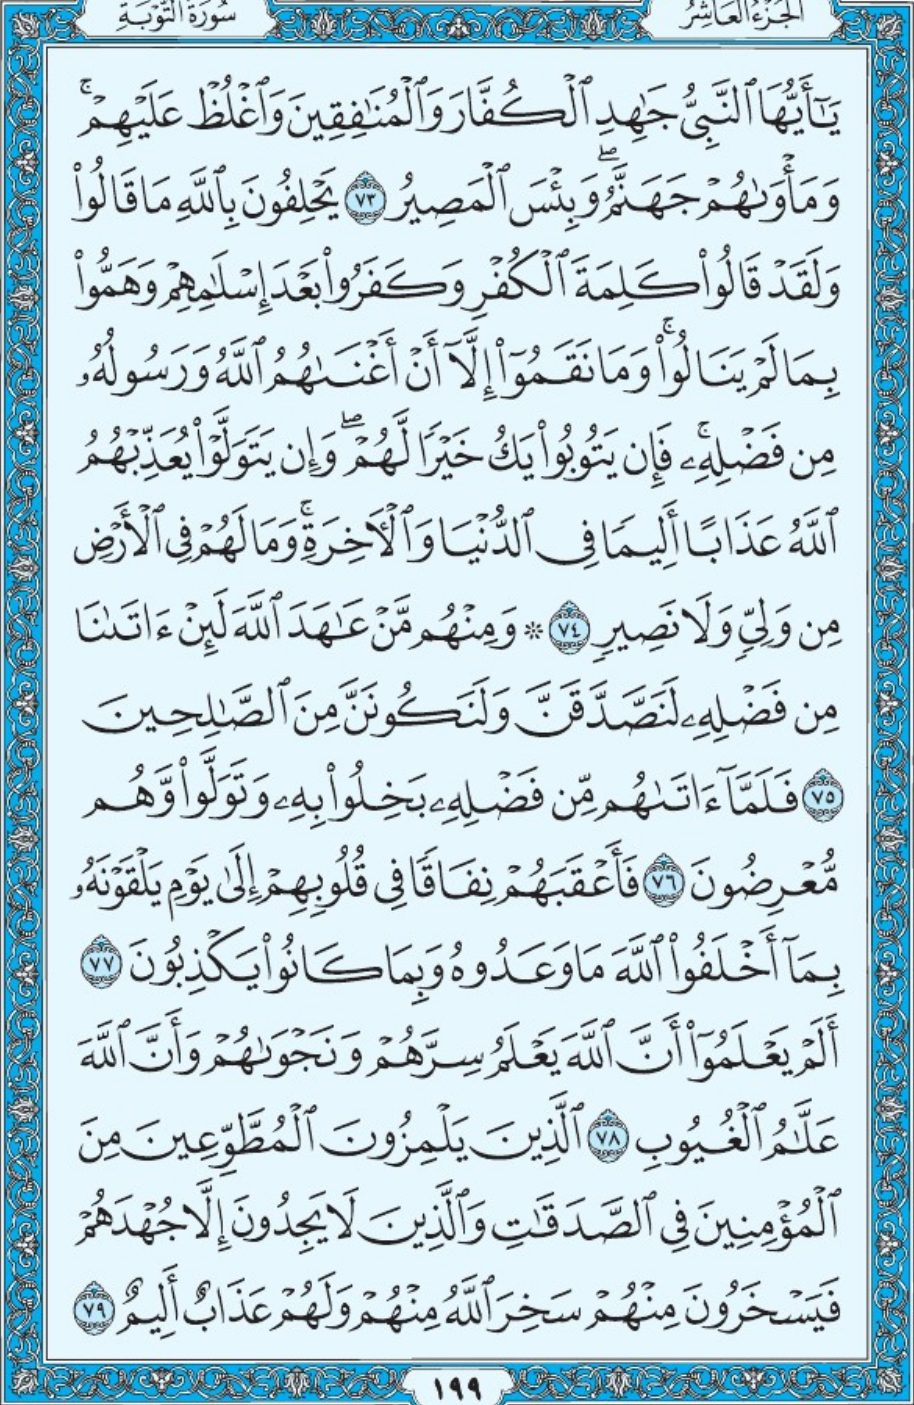 الجُزْءُ العَاشِرُ
سُورَةُ التَّوْبَةِ
يَٰٓأَيُّهَا ٱلنَّبِيُّ جَٰهِدِ ٱلْكُفَّارَ وَٱلْمُنَٰفِقِينَ وَٱغْلُظْ عَلَيْهِمْ ۚ
وَمَأْوَىٰهُمْ جَهَنَّمُ ۖ وَبِئْسَ ٱلْمَصِيرُ ٧٣ يَحْلِفُونَ بِٱللَّهِ مَا قَالُوا۟
وَلَقَدْ قَالُوا۟ كَلِمَةَ ٱلْكُفْرِ وَكَفَرُوا۟ بَعْدَ إِسْلَٰمِهِمْ وَهَمُّوا۟
بِمَا لَمْ يَنَالُوا۟ ۚ وَمَا نَقَمُوٓا۟ إِلَّآ أَنْ أَغْنَىٰهُمُ ٱللَّهُ وَرَسُولُهُۥ
مِن فَضْلِهِۦ ۚ فَإِن يَتُوبُوا۟ يَكُ خَيْرًا لَّهُمْ ۖ وَإِن يَتَوَلَّوْا۟ يُعَذِّبْهُمُ
ٱللَّهُ عَذَابًا أَلِيمًا فِى ٱلدُّنْيَا وَٱلْءَاخِرَةِ ۚ وَمَا لَهُمْ فِى ٱلْأَرْضِ
مِن وَلِىٍّ وَلَا نَصِيرٍ ٧٤ ۞ وَمِنْهُم مَّنْ عَٰهَدَ ٱللَّهَ لَئِنْ ءَاتَىٰنَا
مِن فَضْلِهِۦ لَنَصَّدَّقَنَّ وَلَنَكُونَنَّ مِنَ ٱلصَّٰلِحِينَ
٧٥ فَلَمَّآ ءَاتَىٰهُم مِّن فَضْلِهِۦ بَخِلُوا۟ بِهِۦ وَتَوَلَّوا۟ وَّهُم
مُّعْرِضُونَ ٧٦ فَأَعْقَبَهُمْ نِفَاقًا فِى قُلُوبِهِمْ إِلَىٰ يَوْمِ يَلْقَوْنَهُۥ
بِمَآ أَخْلَفُوا۟ ٱللَّهَ مَا وَعَدُوهُ وَبِمَا كَانُوا۟ يَكْذِبُونَ ٧٧
أَلَمْ يَعْلَمُوٓا۟ أَنَّ ٱللَّهَ يَعْلَمُ سِرَّهُمْ وَنَجْوَىٰهُمْ وَأَنَّ ٱللَّهَ
عَلَّٰمُ ٱلْغُيُوبِ ٧٨ ٱلَّذِينَ يَلْمِزُونَ ٱلْمُطَّوِّعِينَ مِنَ
ٱلْمُؤْمِنِينَ فِى ٱلصَّدَقَٰتِ وَٱلَّذِينَ لَا يَجِدُونَ إِلَّا جُهْدَهُمْ
فَيَسْخَرُونَ مِنْهُمْ سَخِرَ ٱللَّهُ مِنْهُمْ وَلَهُمْ عَذَابٌ أَلِيمٌ ٧٩
١٩٩